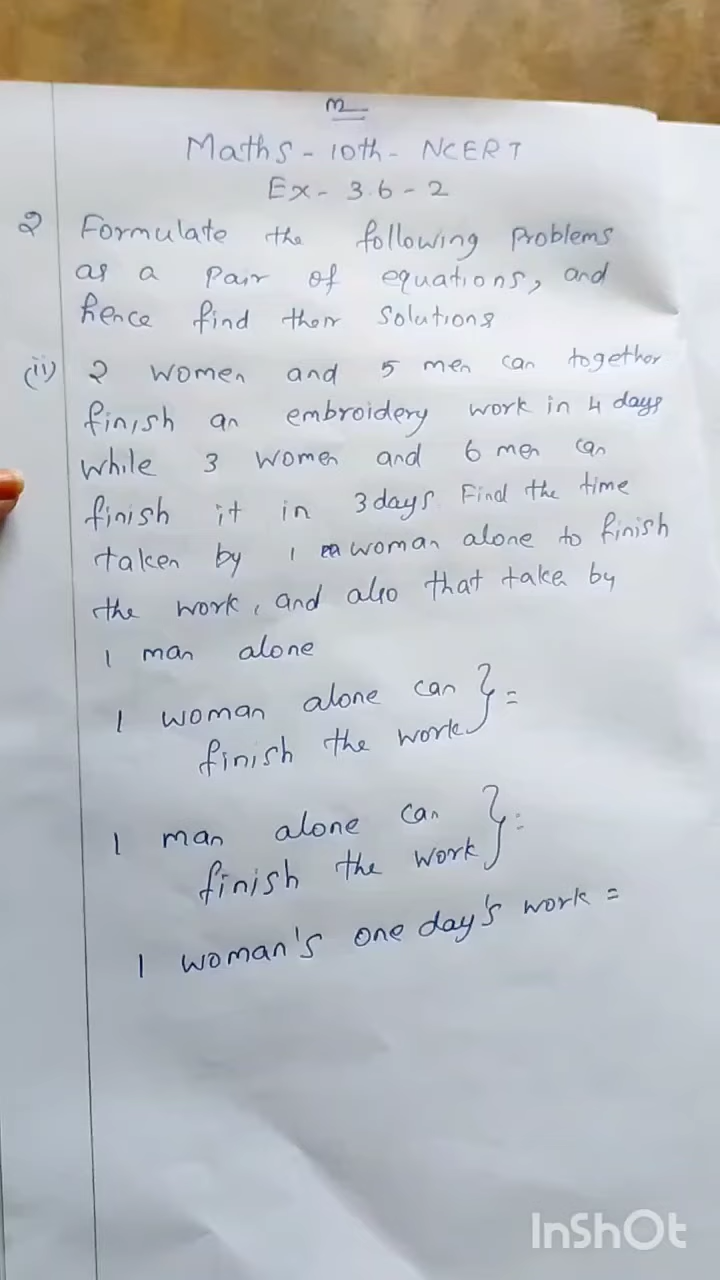 m
Maths - 10th - NCERT
Ex - 3.6 - 2
2 Formulate the following Problems
as a Pair of equations, and
hence find their Solutions
(ii) 2 women and 5 men can together
finish an embroidery work in 4 days
while 3 women and 6 men can
finish it in 3 days. Find the time
taken by 1 woman alone to finish
the work, and also that take by
1 man alone
1 woman alone can } =
finish the work
1 man alone can } :
finish the work
1 woman's one day's work =
InShOt